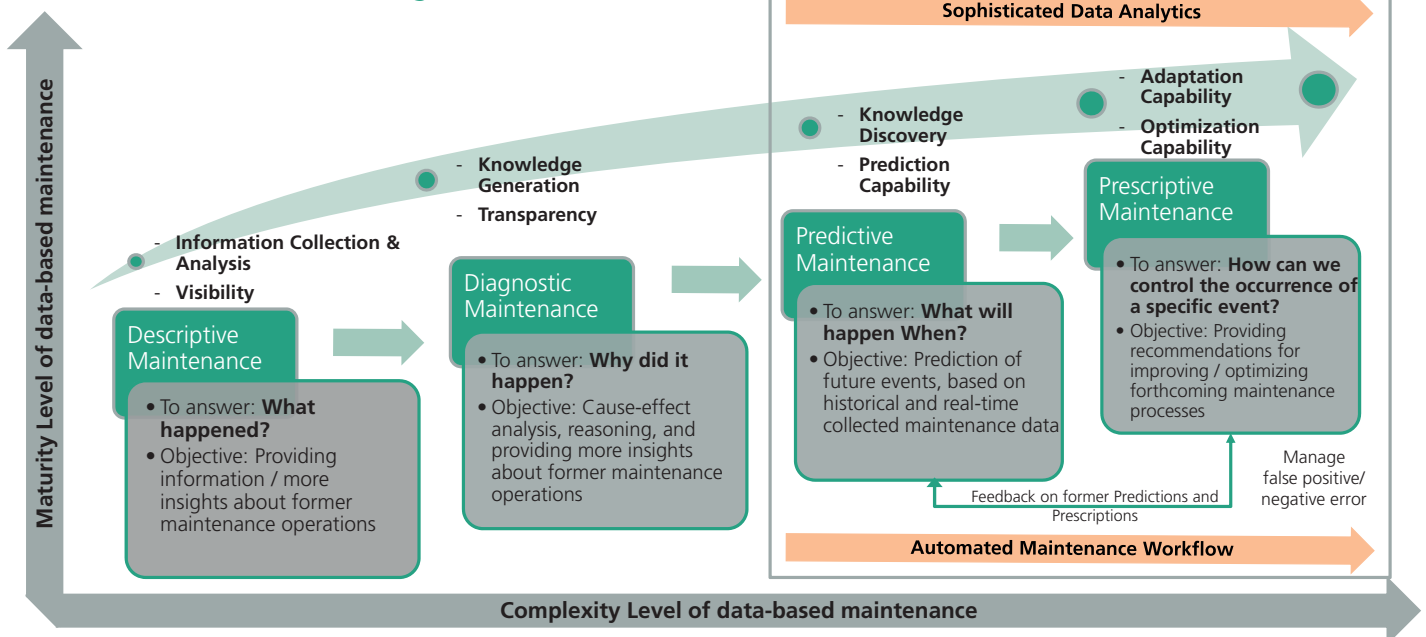 Sophisticated Data Analytics
Maturity Level of data-based maintenance
- Information Collection &
Analysis
- Visibility
Descriptive
Maintenance
• To answer: What
happened?
• Objective: Providing
information / more
insights about former
maintenance operations
- Knowledge
Generation
- Transparency
Diagnostic
Maintenance
• To answer: Why did it
happen?
• Objective: Cause-effect
analysis, reasoning, and
providing more insights
about former maintenance
operations
- Knowledge
Discovery
- Prediction
Capability
Predictive
Maintenance
• To answer: What will
happen When?
• Objective: Prediction of
future events, based on
historical and real-time
collected maintenance data
- Adaptation
Capability
- Optimization
Capability
Prescriptive
Maintenance
• To answer: How can we
control the occurrence of
a specific event?
• Objective: Providing
recommendations for
improving / optimizing
forthcoming maintenance
processes
Feedback on former Predictions and
Prescriptions
Manage
false positive/
negative error
Automated Maintenance Workflow
Complexity Level of data-based maintenance